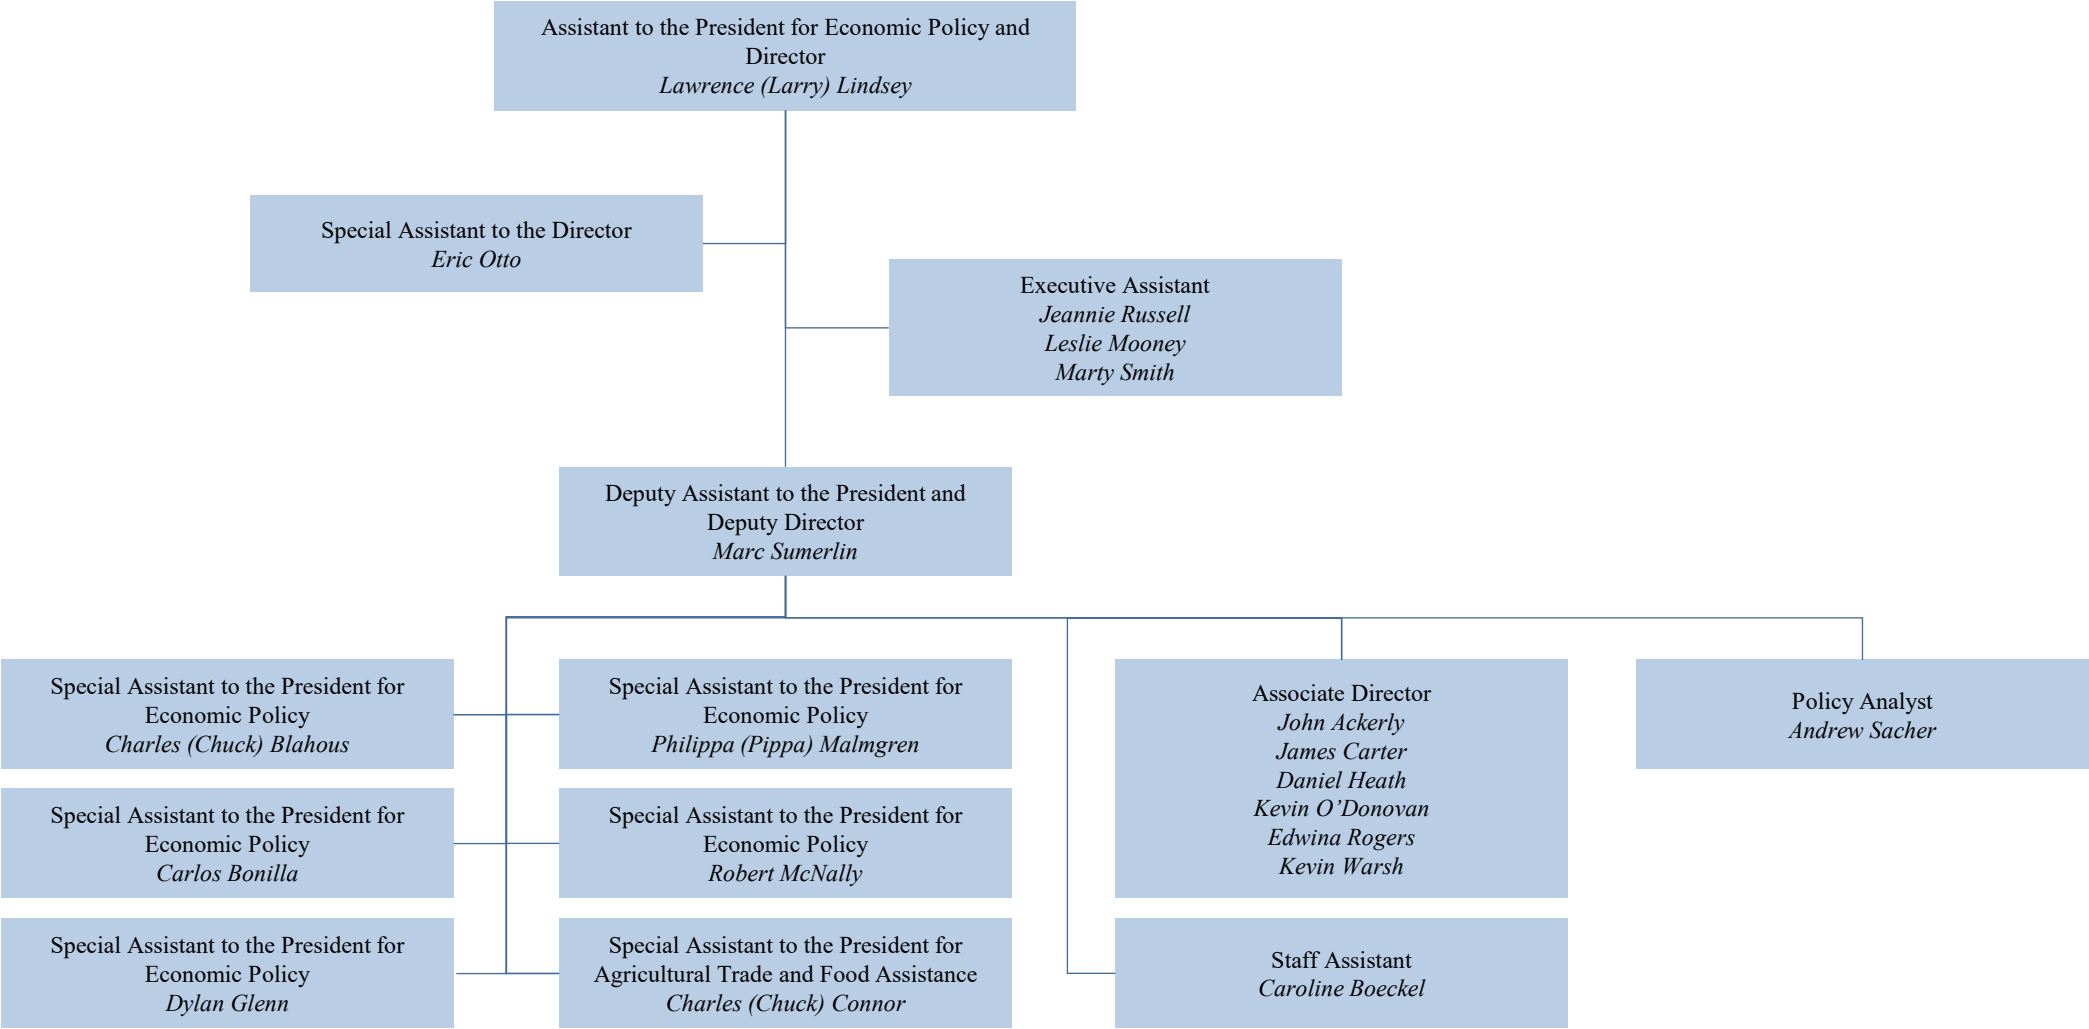 Assistant to the President for Economic Policy and
Director
Lawrence (Larry) Lindsey
Special Assistant to the Director
Eric Otto
Executive Assistant
Jeannie Russell
Leslie Mooney
Marty Smith
Deputy Assistant to the President and
Deputy Director
Marc Sumerlin
Special Assistant to the President for
Economic Policy
Charles (Chuck) Blahous
Special Assistant to the President for
Economic Policy
Philippa (Pippa) Malmgren
Associate Director
John Ackerly
James Carter
Daniel Heath
Kevin O’Donovan
Edwina Rogers
Kevin Warsh
Policy Analyst
Andrew Sacher
Special Assistant to the President for
Economic Policy
Carlos Bonilla
Special Assistant to the President for
Economic Policy
Robert McNally
Special Assistant to the President for
Economic Policy
Dylan Glenn
Special Assistant to the President for
Agricultural Trade and Food Assistance
Charles (Chuck) Connor
Staff Assistant
Caroline Boeckel